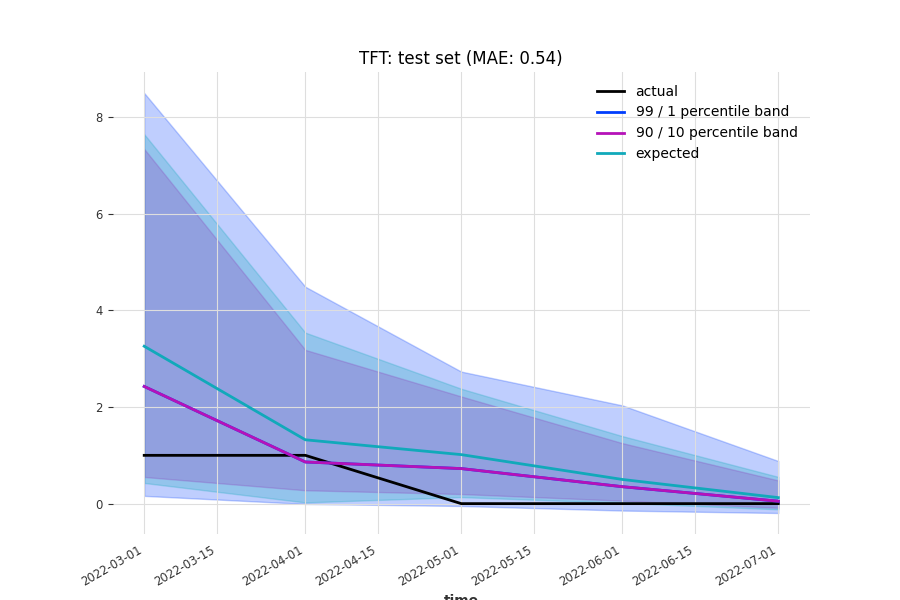 TFT: test set (MAE: 0.54)
actual
99 / 1 percentile band
90 / 10 percentile band
expected
8
6
4
2
0
2022-03-01
2022-03-15
2022-04-01
2022-04-15
2022-05-01
2022-05-15
2022-06-01
2022-06-15
2022-07-01
time